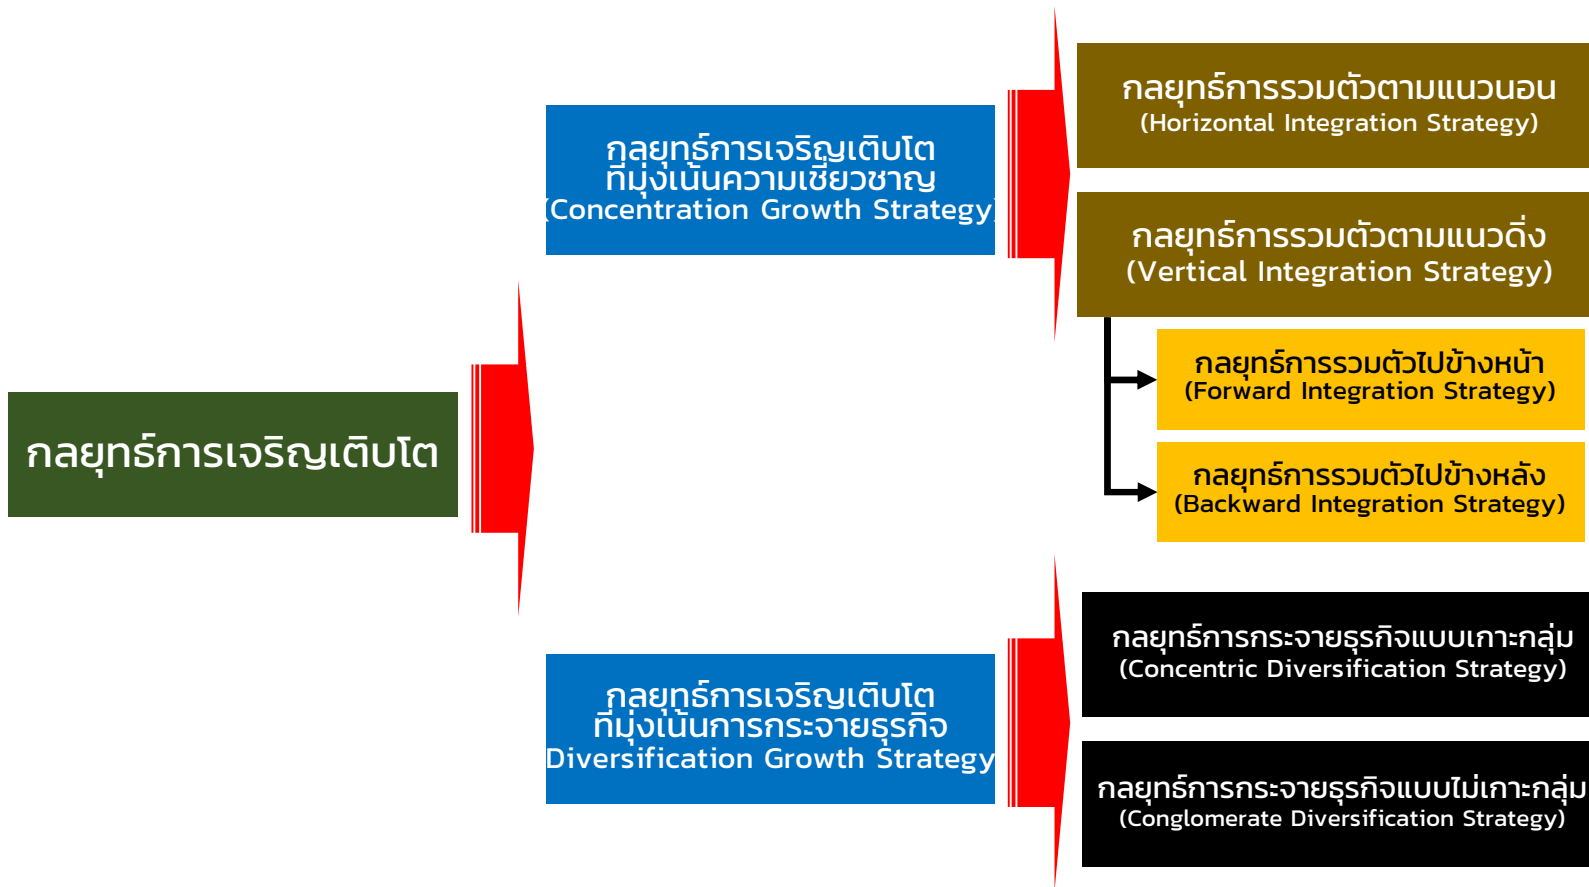 กลยุทธ์การเจริญเติบโต
กลยุทธ์การเจริญเติบโต
ที่มุ่งเน้นความเชี่ยวชาญ
(Concentration Growth Strategy)
กลยุทธ์การรวมตัวตามแนวนอน
(Horizontal Integration Strategy)
กลยุทธ์การรวมตัวตามแนวดิ่ง
(Vertical Integration Strategy)
กลยุทธ์การรวมตัวไปข้างหน้า
(Forward Integration Strategy)
กลยุทธ์การรวมตัวไปข้างหลัง
(Backward Integration Strategy)
กลยุทธ์การเจริญเติบโต
ที่มุ่งเน้นการกระจายธุรกิจ
Diversification Growth Strategy
กลยุทธ์การกระจายธุรกิจแบบเกาะกลุ่ม
(Concentric Diversification Strategy)
กลยุทธ์การกระจายธุรกิจแบบไม่เกาะกลุ่ม
(Conglomerate Diversification Strategy)